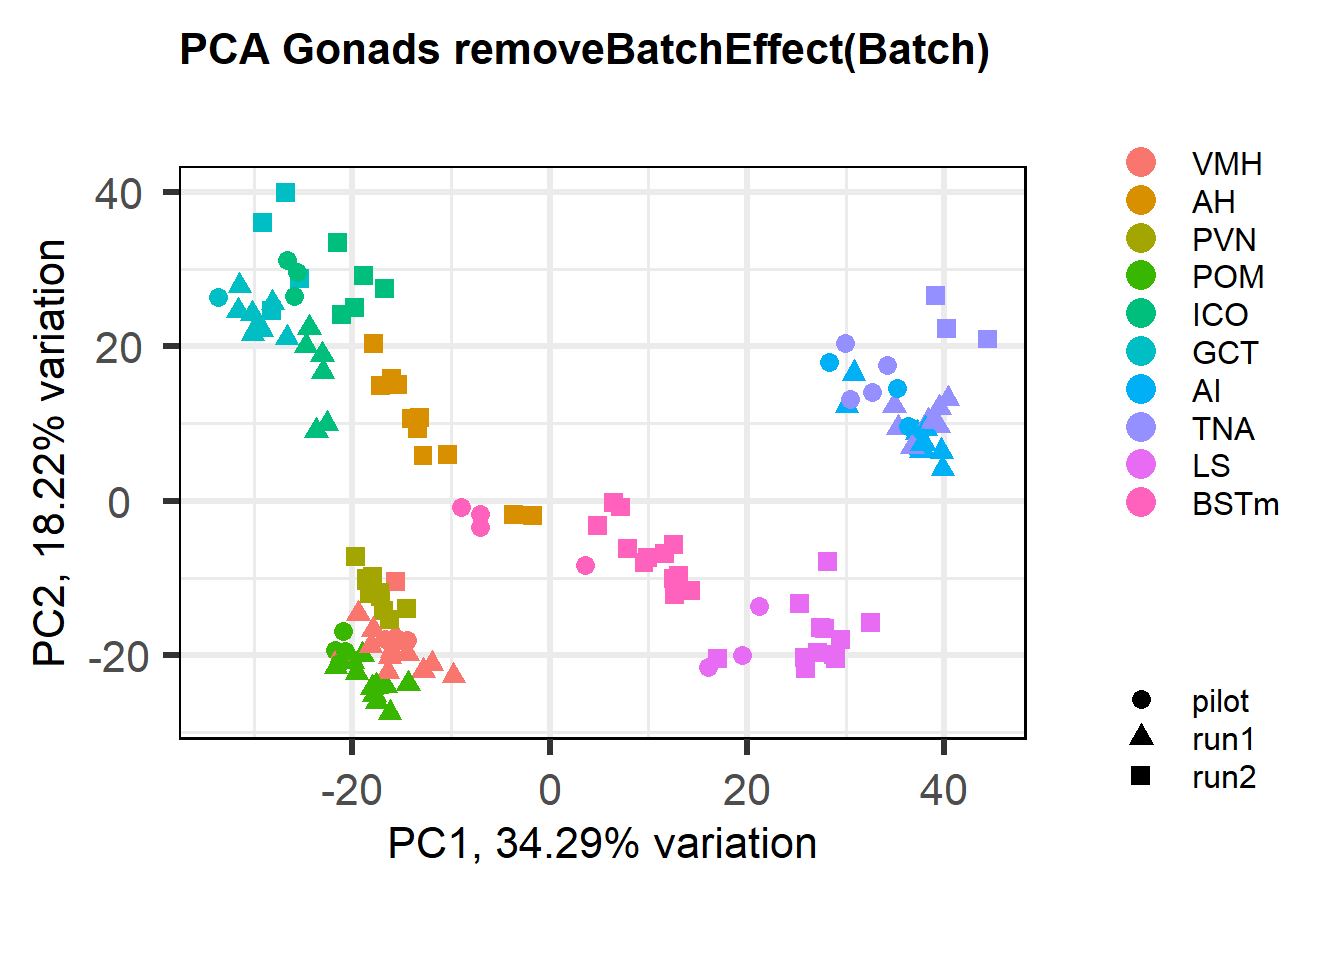 PCA Gonads removeBatchEffect(Batch)
40
20
0
-20
PC2, 18.22% variation
-20
0
20
40
PC1, 34.29% variation
VMH
AH
PVN
POM
ICO
GCT
AI
TNA
LS
BSTm
pilot
run1
run2